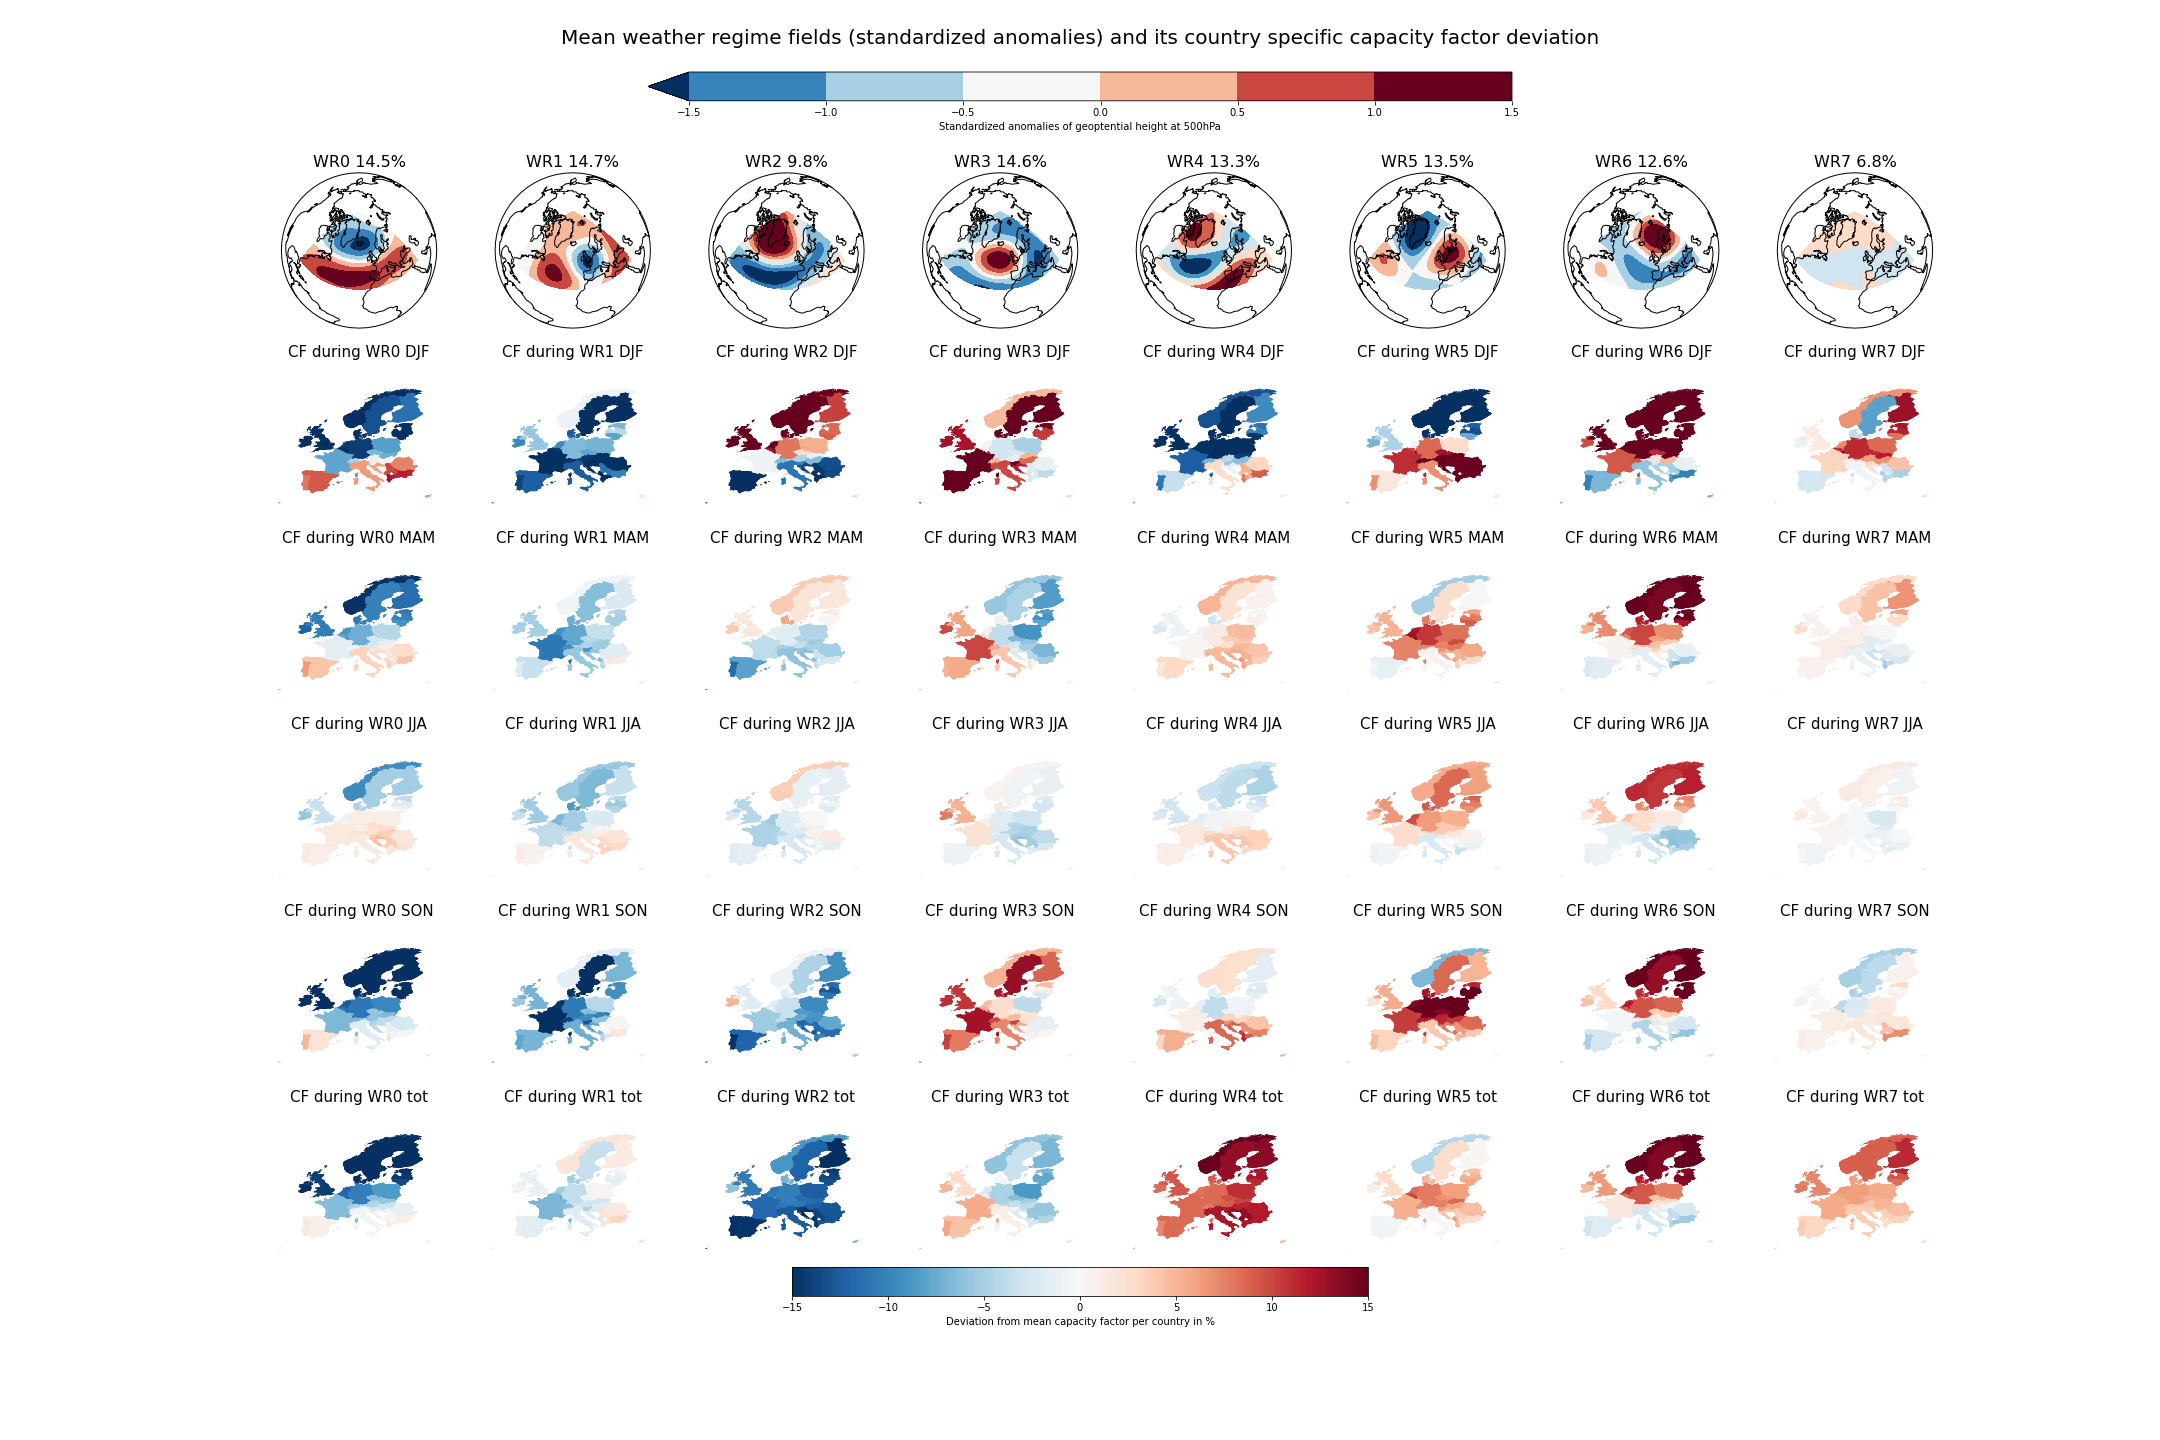 Mean weather regime fields (standardized anomalies) and its country specific capacity factor deviation
−1.5 −1.0 −0.5 0.0 0.5 1.0 1.5
Standardized anomalies of geoptential height at 500hPa
WR0 14.5% WR1 14.7% WR2 9.8% WR3 14.6% WR4 13.3% WR5 13.5% WR6 12.6% WR7 6.8%
CF during WR0 DJF CF during WR1 DJF CF during WR2 DJF CF during WR3 DJF CF during WR4 DJF CF during WR5 DJF CF during WR6 DJF CF during WR7 DJF
CF during WR0 MAM CF during WR1 MAM CF during WR2 MAM CF during WR3 MAM CF during WR4 MAM CF during WR5 MAM CF during WR6 MAM CF during WR7 MAM
CF during WR0 JJA CF during WR1 JJA CF during WR2 JJA CF during WR3 JJA CF during WR4 JJA CF during WR5 JJA CF during WR6 JJA CF during WR7 JJA
CF during WR0 SON CF during WR1 SON CF during WR2 SON CF during WR3 SON CF during WR4 SON CF during WR5 SON CF during WR6 SON CF during WR7 SON
CF during WR0 tot CF during WR1 tot CF during WR2 tot CF during WR3 tot CF during WR4 tot CF during WR5 tot CF during WR6 tot CF during WR7 tot
−15 −10 −5 0 5 10 15
Deviation from mean capacity factor per country in %